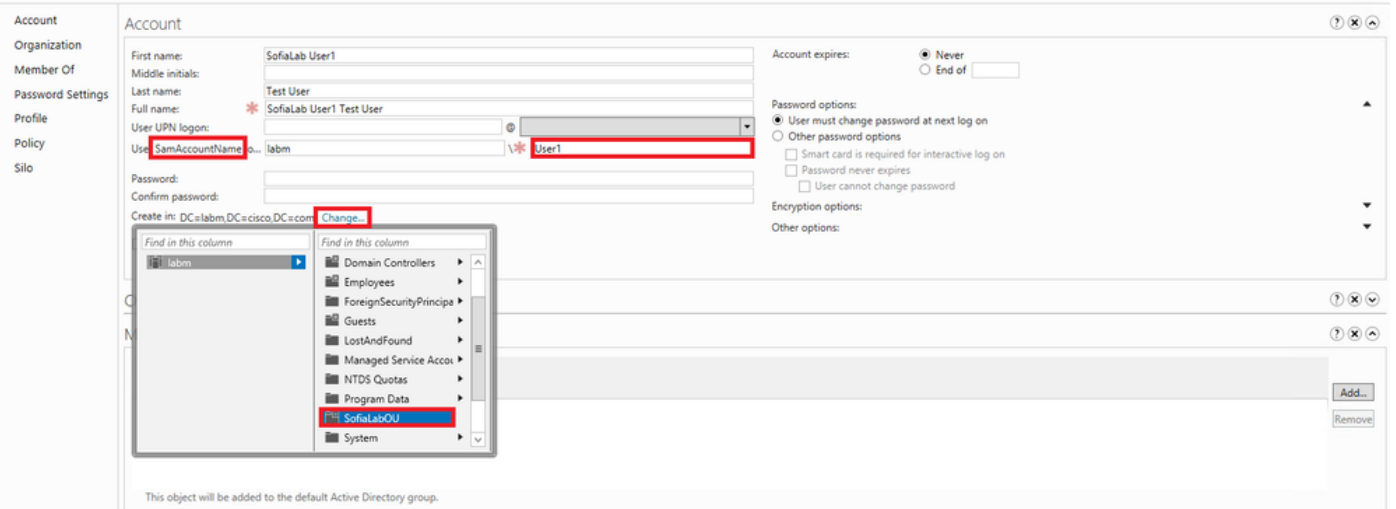 Account
Organization
Member Of
Password Settings
Profile
Policy
Silo
Account
First name: SofiaLab User1
Middle initials:
Last name: Test User
Full name: * SofiaLab User1 Test User
User UPN logon: @
Use SamAccountName o... labm \ * User1
Password:
Confirm password:
Create in: DC=labm,DC=cisco,DC=com Change...
Find in this column
labm
Find in this column
Domain Controllers
Employees
ForeignSecurityPrincipa
Guests
LostAndFound
Managed Service Accou
NTDS Quotas
Program Data
SofiaLabOU
System
Account expires: Never
End of
Password options:
User must change password at next log on
Other password options
Smart card is required for interactive log on
Password never expires
User cannot change password
Encryption options:
Other options:
O
M
Add...
Remove
This object will be added to the default Active Directory group.